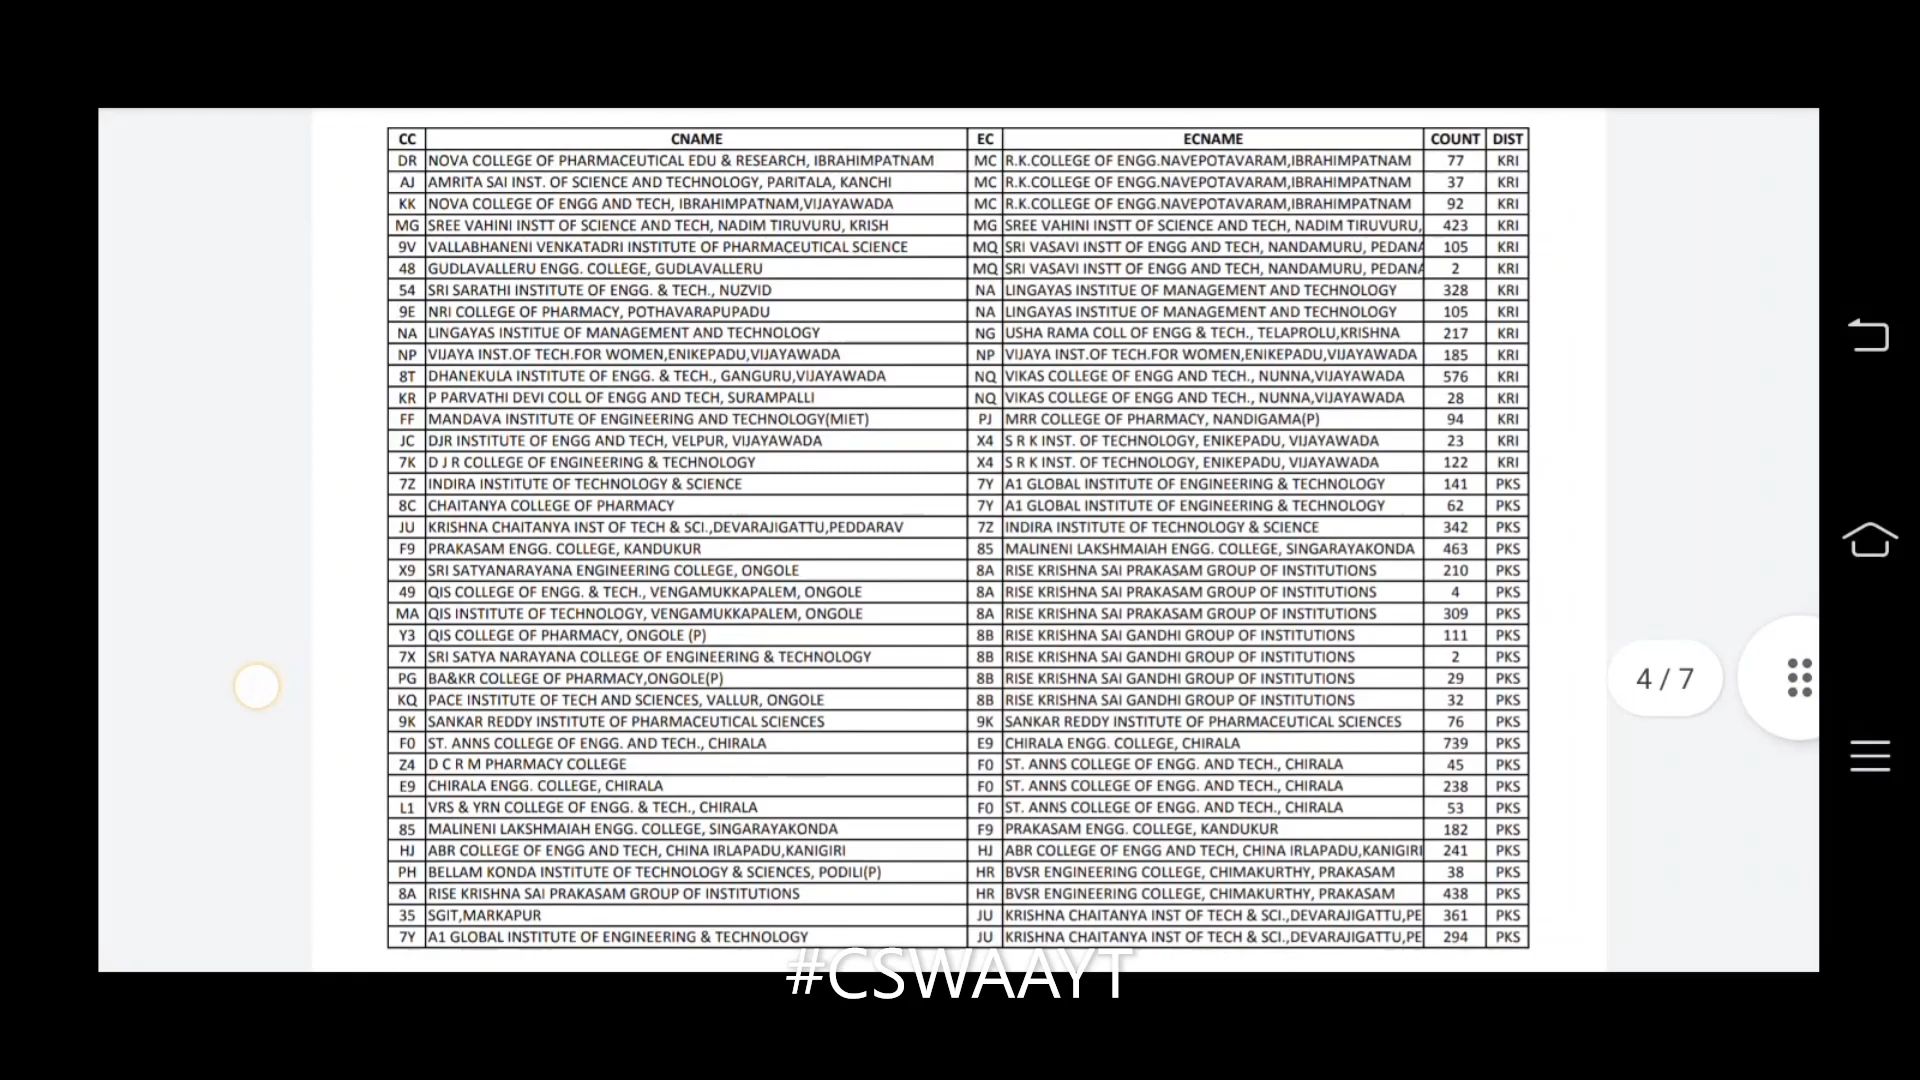 CC CNAME EC ECNAME COUNT DIST
DR NOVA COLLEGE OF PHARMACEUTICAL EDU & RESEARCH, IBRAHIMPATNAM MC R.K.COLLEGE OF ENGG.NAVEPOTAVARAM,IBRAHIMPATNAM 77 KRI
AJ AMRITA SAI INST. OF SCIENCE AND TECHNOLOGY, PARITALA, KANCHI MC R.K.COLLEGE OF ENGG.NAVEPOTAVARAM,IBRAHIMPATNAM 37 KRI
KK NOVA COLLEGE OF ENGG AND TECH, IBRAHIMPATNAM,VIJAYAWADA MC R.K.COLLEGE OF ENGG.NAVEPOTAVARAM,IBRAHIMPATNAM 92 KRI
MG SREE VAHINI INSTT OF SCIENCE AND TECH, NADIM TIRUVURU, KRISH MG SREE VAHINI INSTT OF SCIENCE AND TECH, NADIM TIRUVURU, 423 KRI
9V VALLABHANENI VENKATADRI INSTITUTE OF PHARMACEUTICAL SCIENCE MQ SRI VASAVI INSTT OF ENGG AND TECH, NANDAMURU, PEDANA 105 KRI
48 GUDLAVALLERU ENGG. COLLEGE, GUDLAVALLERU MQ SRI VASAVI INSTT OF ENGG AND TECH, NANDAMURU, PEDANA 2 KRI
54 SRI SARATHI INSTITUTE OF ENGG. & TECH., NUZVID NA LINGAYAS INSTITUE OF MANAGEMENT AND TECHNOLOGY 328 KRI
9E NRI COLLEGE OF PHARMACY, POTHAVARAPUPADU NA LINGAYAS INSTITUE OF MANAGEMENT AND TECHNOLOGY 105 KRI
NA LINGAYAS INSTITUE OF MANAGEMENT AND TECHNOLOGY NG USHA RAMA COLL OF ENGG & TECH., TELAPROLU,KRISHNA 217 KRI
NP VIJAYA INST.OF TECH.FOR WOMEN,ENIKEPADU,VIJAYAWADA NP VIJAYA INST.OF TECH.FOR WOMEN,ENIKEPADU,VIJAYAWADA 185 KRI
8T DHANEKULA INSTITUTE OF ENGG. & TECH., GANGURU,VIJAYAWADA NQ VIKAS COLLEGE OF ENGG AND TECH., NUNNA,VIJAYAWADA 576 KRI
KR P PARVATHI DEVI COLL OF ENGG AND TECH, SURAMPALLI NQ VIKAS COLLEGE OF ENGG AND TECH., NUNNA,VIJAYAWADA 28 KRI
FF MANDAVA INSTITUTE OF ENGINEERING AND TECHNOLOGY(MIET) PJ MRR COLLEGE OF PHARMACY, NANDIGAMA(P) 94 KRI
JC DJR INSTITUTE OF ENGG AND TECH, VELPUR, VIJAYAWADA X4 S R K INST. OF TECHNOLOGY, ENIKEPADU, VIJAYAWADA 23 KRI
7K D J R COLLEGE OF ENGINEERING & TECHNOLOGY X4 S R K INST. OF TECHNOLOGY, ENIKEPADU, VIJAYAWADA 122 KRI
7Z INDIRA INSTITUTE OF TECHNOLOGY & SCIENCE 7Y A1 GLOBAL INSTITUTE OF ENGINEERING & TECHNOLOGY 141 PKS
8C CHAITANYA COLLEGE OF PHARMACY 7Y A1 GLOBAL INSTITUTE OF ENGINEERING & TECHNOLOGY 62 PKS
JU KRISHNA CHAITANYA INST OF TECH & SCI.,DEVARAJIGATTU,PEDDARAV 7Z INDIRA INSTITUTE OF TECHNOLOGY & SCIENCE 342 PKS
F9 PRAKASAM ENGG. COLLEGE, KANDUKUR 85 MALINENI LAKSHMAIAH ENGG. COLLEGE, SINGARAYAKONDA 463 PKS
X9 SRI SATYANARAYANA ENGINEERING COLLEGE, ONGOLE 8A RISE KRISHNA SAI PRAKASAM GROUP OF INSTITUTIONS 210 PKS
49 QIS COLLEGE OF ENGG. & TECH., VENGAMUKKAPALEM, ONGOLE 8A RISE KRISHNA SAI PRAKASAM GROUP OF INSTITUTIONS 4 PKS
MA QIS INSTITUTE OF TECHNOLOGY, VENGAMUKKAPALEM, ONGOLE 8A RISE KRISHNA SAI PRAKASAM GROUP OF INSTITUTIONS 309 PKS
Y3 QIS COLLEGE OF PHARMACY, ONGOLE (P) 8B RISE KRISHNA SAI GANDHI GROUP OF INSTITUTIONS 111 PKS
7X SRI SATYA NARAYANA COLLEGE OF ENGINEERING & TECHNOLOGY 8B RISE KRISHNA SAI GANDHI GROUP OF INSTITUTIONS 2 PKS
PG BA&KR COLLEGE OF PHARMACY,ONGOLE(P) 8B RISE KRISHNA SAI GANDHI GROUP OF INSTITUTIONS 29 PKS
KQ PACE INSTITUTE OF TECH AND SCIENCES, VALLUR, ONGOLE 8B RISE KRISHNA SAI GANDHI GROUP OF INSTITUTIONS 32 PKS
9K SANKAR REDDY INSTITUTE OF PHARMACEUTICAL SCIENCES 9K SANKAR REDDY INSTITUTE OF PHARMACEUTICAL SCIENCES 76 PKS
F0 ST. ANNS COLLEGE OF ENGG. AND TECH., CHIRALA E9 CHIRALA ENGG. COLLEGE, CHIRALA 739 PKS
Z4 D C R M PHARMACY COLLEGE F0 ST. ANNS COLLEGE OF ENGG. AND TECH., CHIRALA 45 PKS
E9 CHIRALA ENGG. COLLEGE, CHIRALA F0 ST. ANNS COLLEGE OF ENGG. AND TECH., CHIRALA 238 PKS
L1 VRS & YRN COLLEGE OF ENGG. & TECH., CHIRALA F0 ST. ANNS COLLEGE OF ENGG. AND TECH., CHIRALA 53 PKS
85 MALINENI LAKSHMAIAH ENGG. COLLEGE, SINGARAYAKONDA F9 PRAKASAM ENGG. COLLEGE, KANDUKUR 182 PKS
HJ ABR COLLEGE OF ENGG AND TECH, CHINA IRLAPADU,KANIGIRI HJ ABR COLLEGE OF ENGG AND TECH, CHINA IRLAPADU,KANIGIRI 241 PKS
PH BELLAM KONDA INSTITUTE OF TECHNOLOGY & SCIENCES, PODILI(P) HR BVSR ENGINEERING COLLEGE, CHIMAKURTHY, PRAKASAM 38 PKS
8A RISE KRISHNA SAI PRAKASAM GROUP OF INSTITUTIONS HR BVSR ENGINEERING COLLEGE, CHIMAKURTHY, PRAKASAM 438 PKS
35 SGIT,MARKAPUR JU KRISHNA CHAITANYA INST OF TECH & SCI.,DEVARAJIGATTU,PE 361 PKS
7Y A1 GLOBAL INSTITUTE OF ENGINEERING & TECHNOLOGY JU KRISHNA CHAITANYA INST OF TECH & SCI.,DEVARAJIGATTU,PE 294 PKS
4 / 7
#CSWAAYT